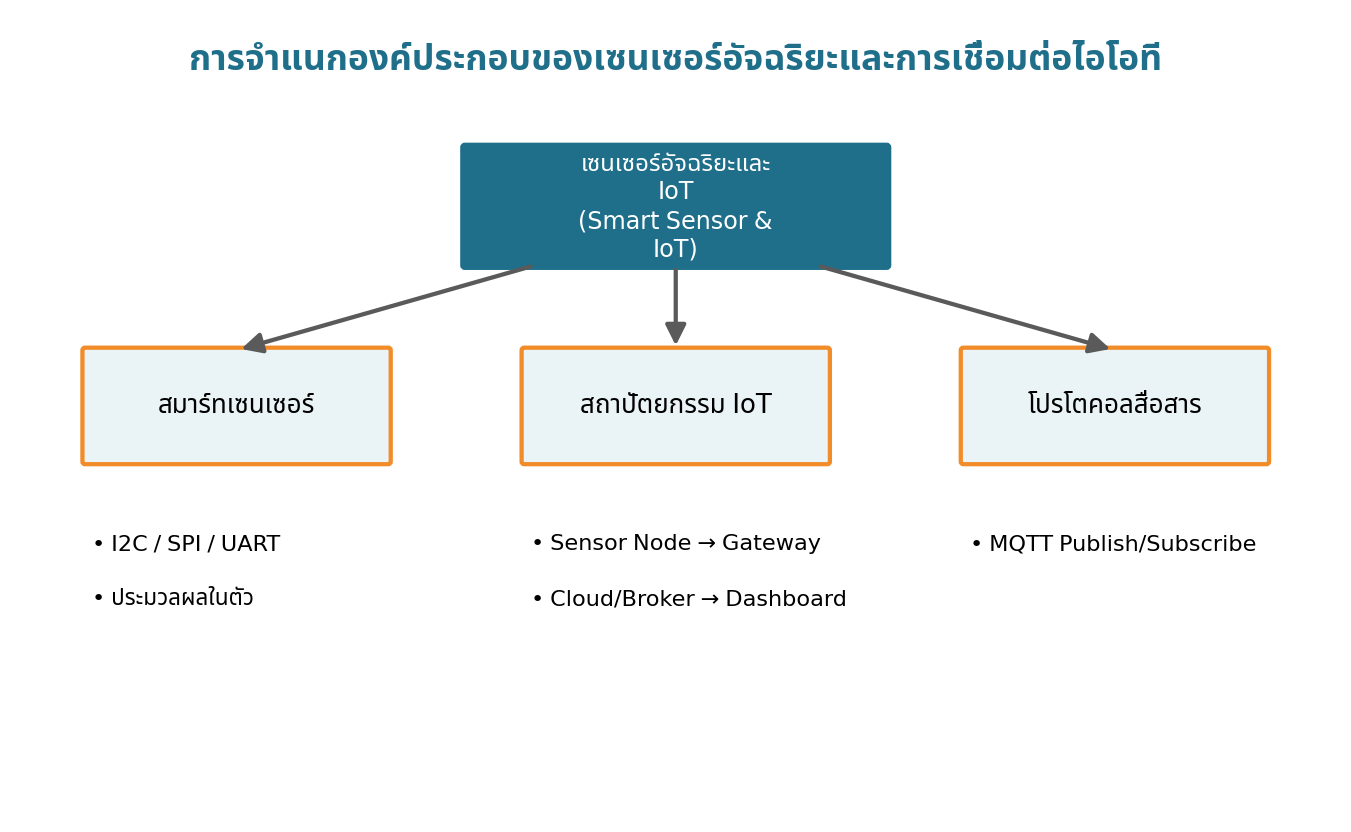 การจำแนกองค์ประกอบของเซนเซอร์อัจฉริยะและการเชื่อมต่อไอโอที
เซนเซอร์อัจฉริยะและ
IoT
(Smart Sensor &
IoT)
สมาร์ทเซนเซอร์
สถาปัตยกรรม IoT
โปรโตคอลสื่อสาร
• I2C / SPI / UART
• ประมวลผลในตัว
• Sensor Node → Gateway
• Cloud/Broker → Dashboard
• MQTT Publish/Subscribe